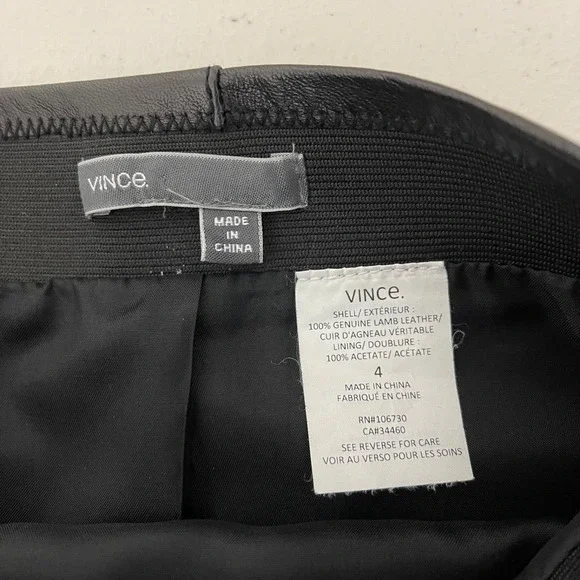 VINCE.
MADE
IN
CHINA
VINCE.
SHELL/ EXTÉRIEUR :
100% GENUINE LAMB LEATHER/
CUIR D'AGNEAU VÉRITABLE
LINING/ DOUBLURE :
100% ACETATE/ ACÉTATE
4
MADE IN CHINA
FABRIQUÉ EN CHINE
RN#106730
CA#34460
SEE REVERSE FOR CARE
VOIR AU VERSO POUR LES SOINS